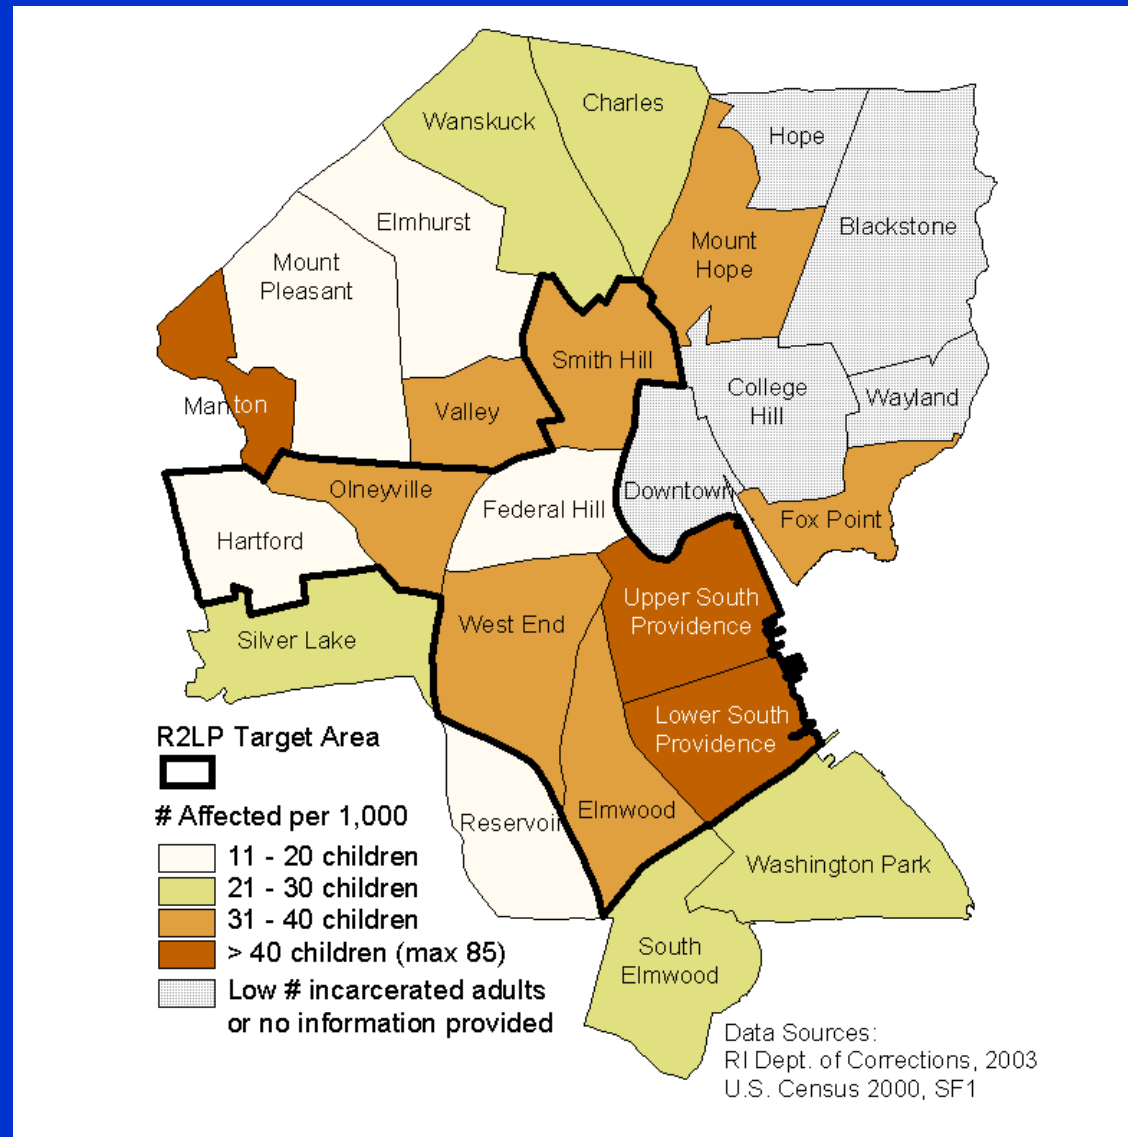 Charles
Wanskuck
Hope
Elmhurst
Blackstone
Mount
Hope
Mount
Pleasant
Smith Hill
College
Hill
Wayland
Manton
Valley
Olneyville
Downtown
Federal Hill
Fox Point
Hartford
Upper South
Providence
West End
Silver Lake
Lower South
Providence
R2LP Target Area
# Affected per 1,000
11 - 20 children
21 - 30 children
31 - 40 children
> 40 children (max 85)
Low # incarcerated adults
or no information provided
Reservoir
Elmwood
Washington Park
South
Elmwood
Data Sources:
RI Dept. of Corrections, 2003
U.S. Census 2000, SF1